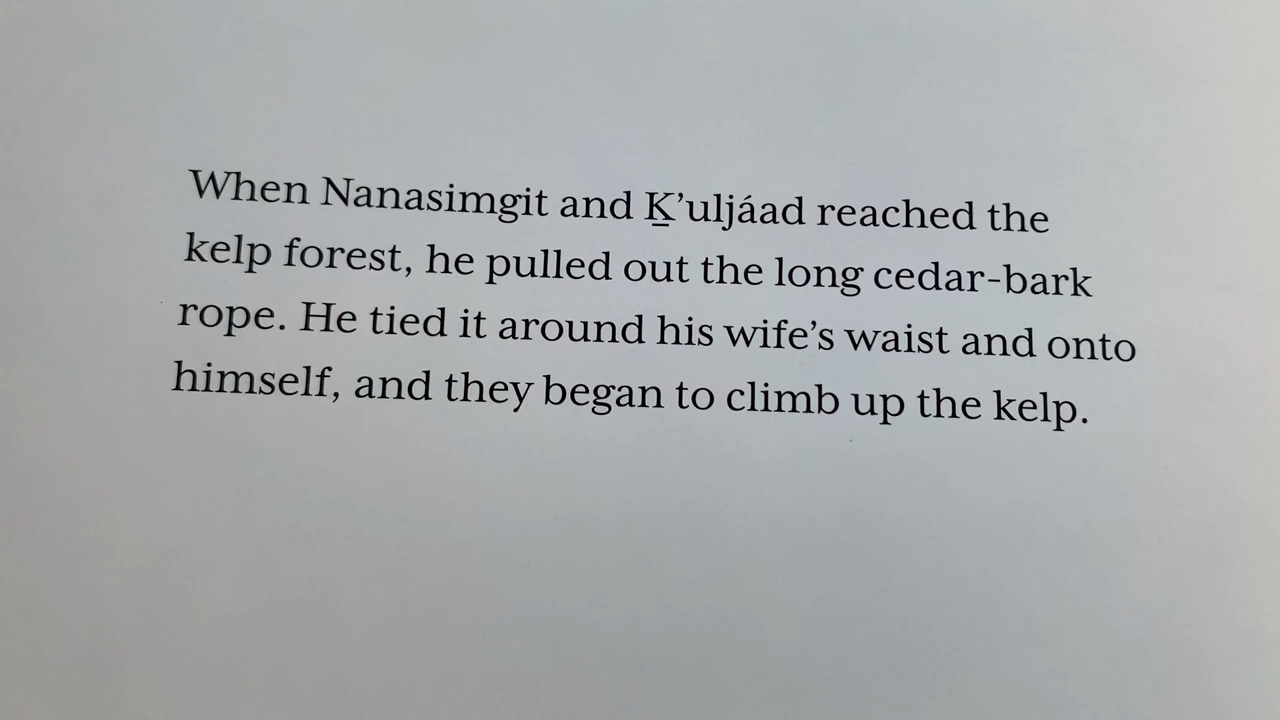 When Nanasimgit and Ḵ’uljáad reached the
kelp forest, he pulled out the long cedar-bark
rope. He tied it around his wife’s waist and onto
himself, and they began to climb up the kelp.